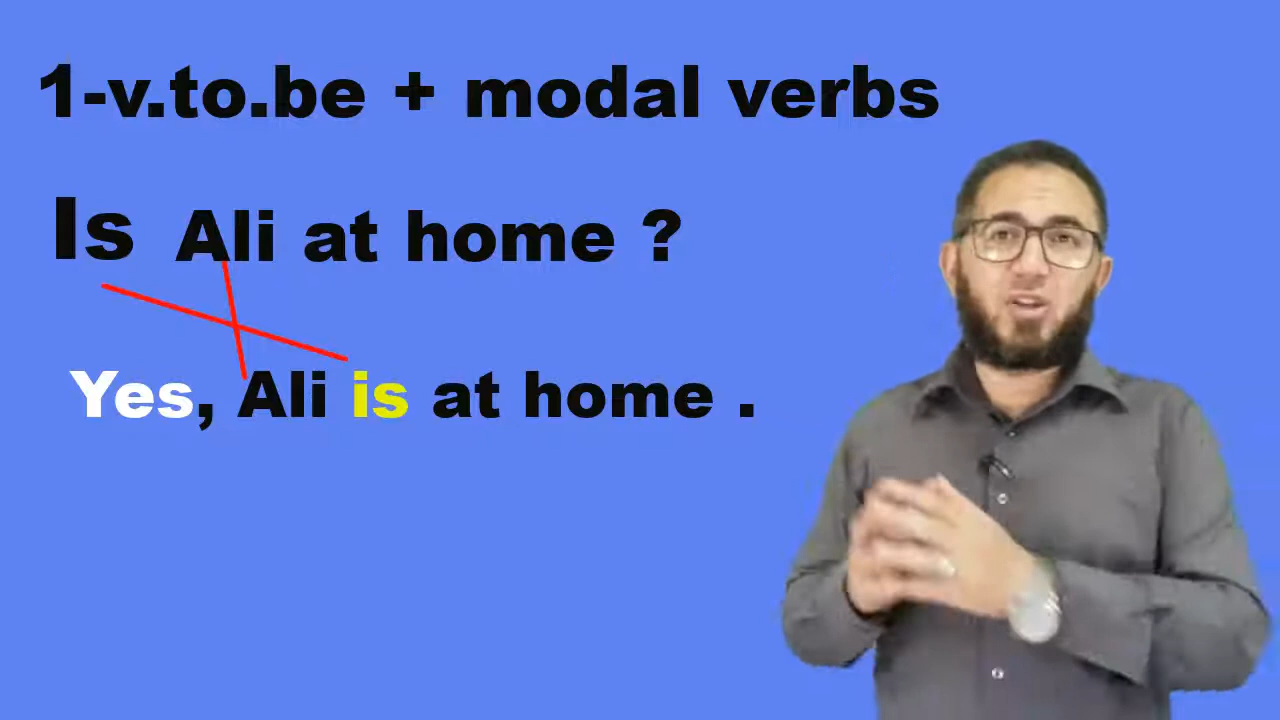 1-v.to.be + modal verbs
Is Ali at home ?
Yes, Ali is at home .